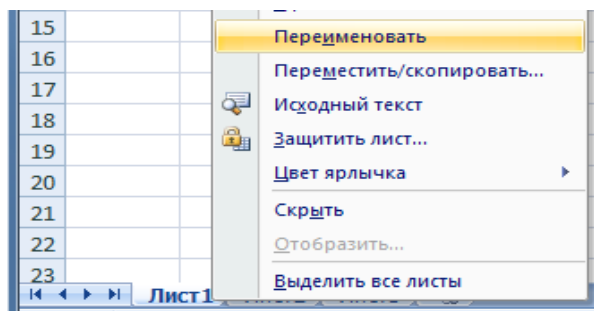 15
Переименовать
16
Переместить/скопировать...
17
Исходный текст
18
Защитить лист...
19
Цвет ярлычка
20
21
Скрыть
22
Отобразить...
23
Выделить все листы
Лист1